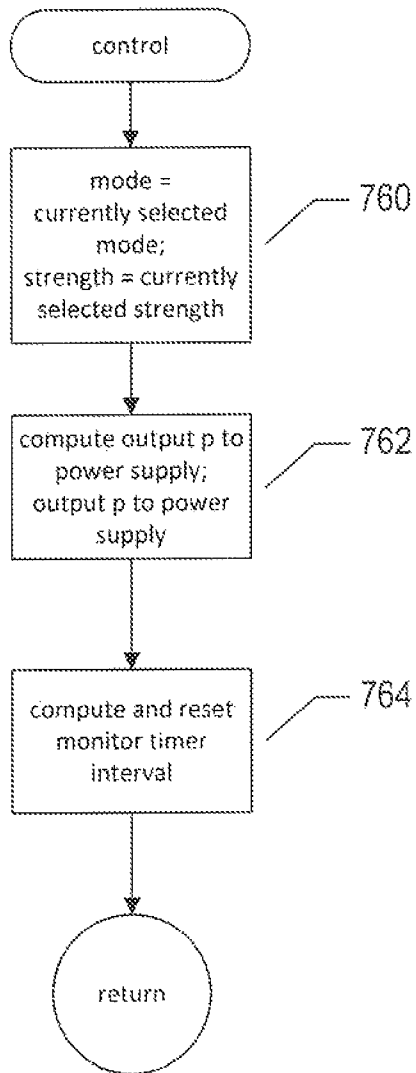 control
mode =
currently selected
mode;
strength = currently
selected strength
760
compute output p to
power supply;
output p to power
supply
762
compute and reset
monitor timer
interval
764
return